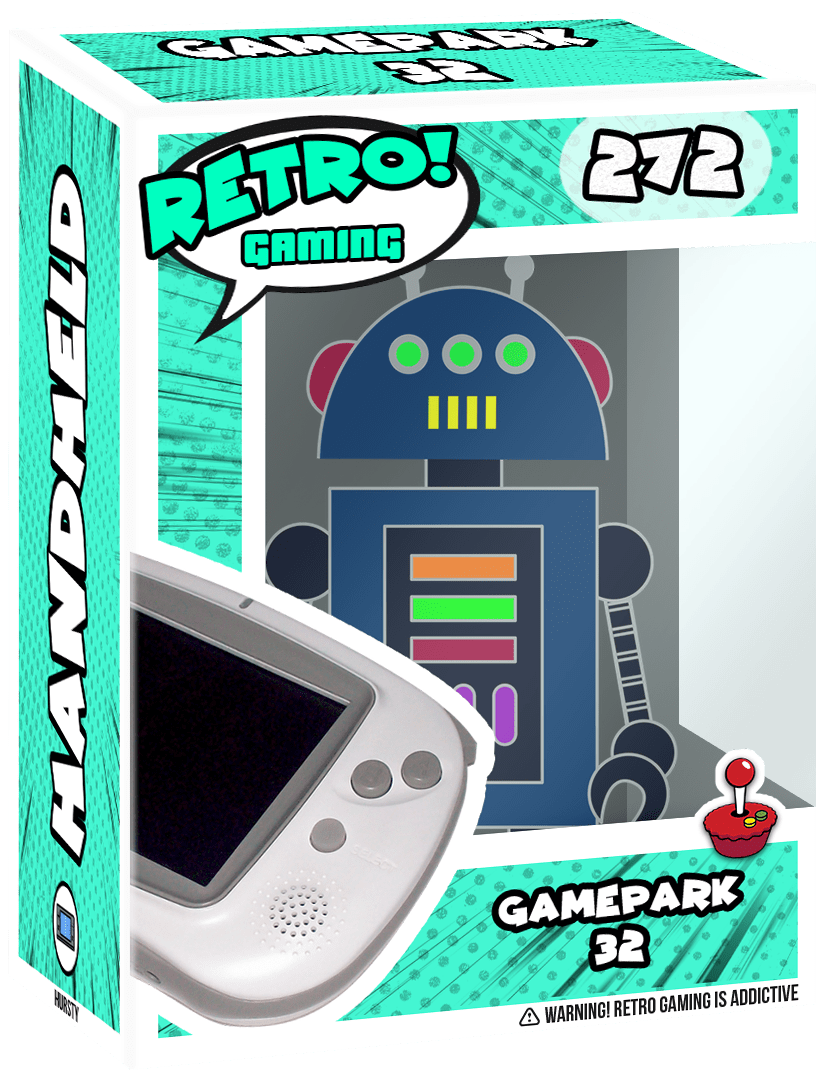 GAMEPARK
32
RETRO!
GAMING
272
HANDHELD
HURSTY
GAMEPARK
32
WARNING! RETRO GAMING IS ADDICTIVE